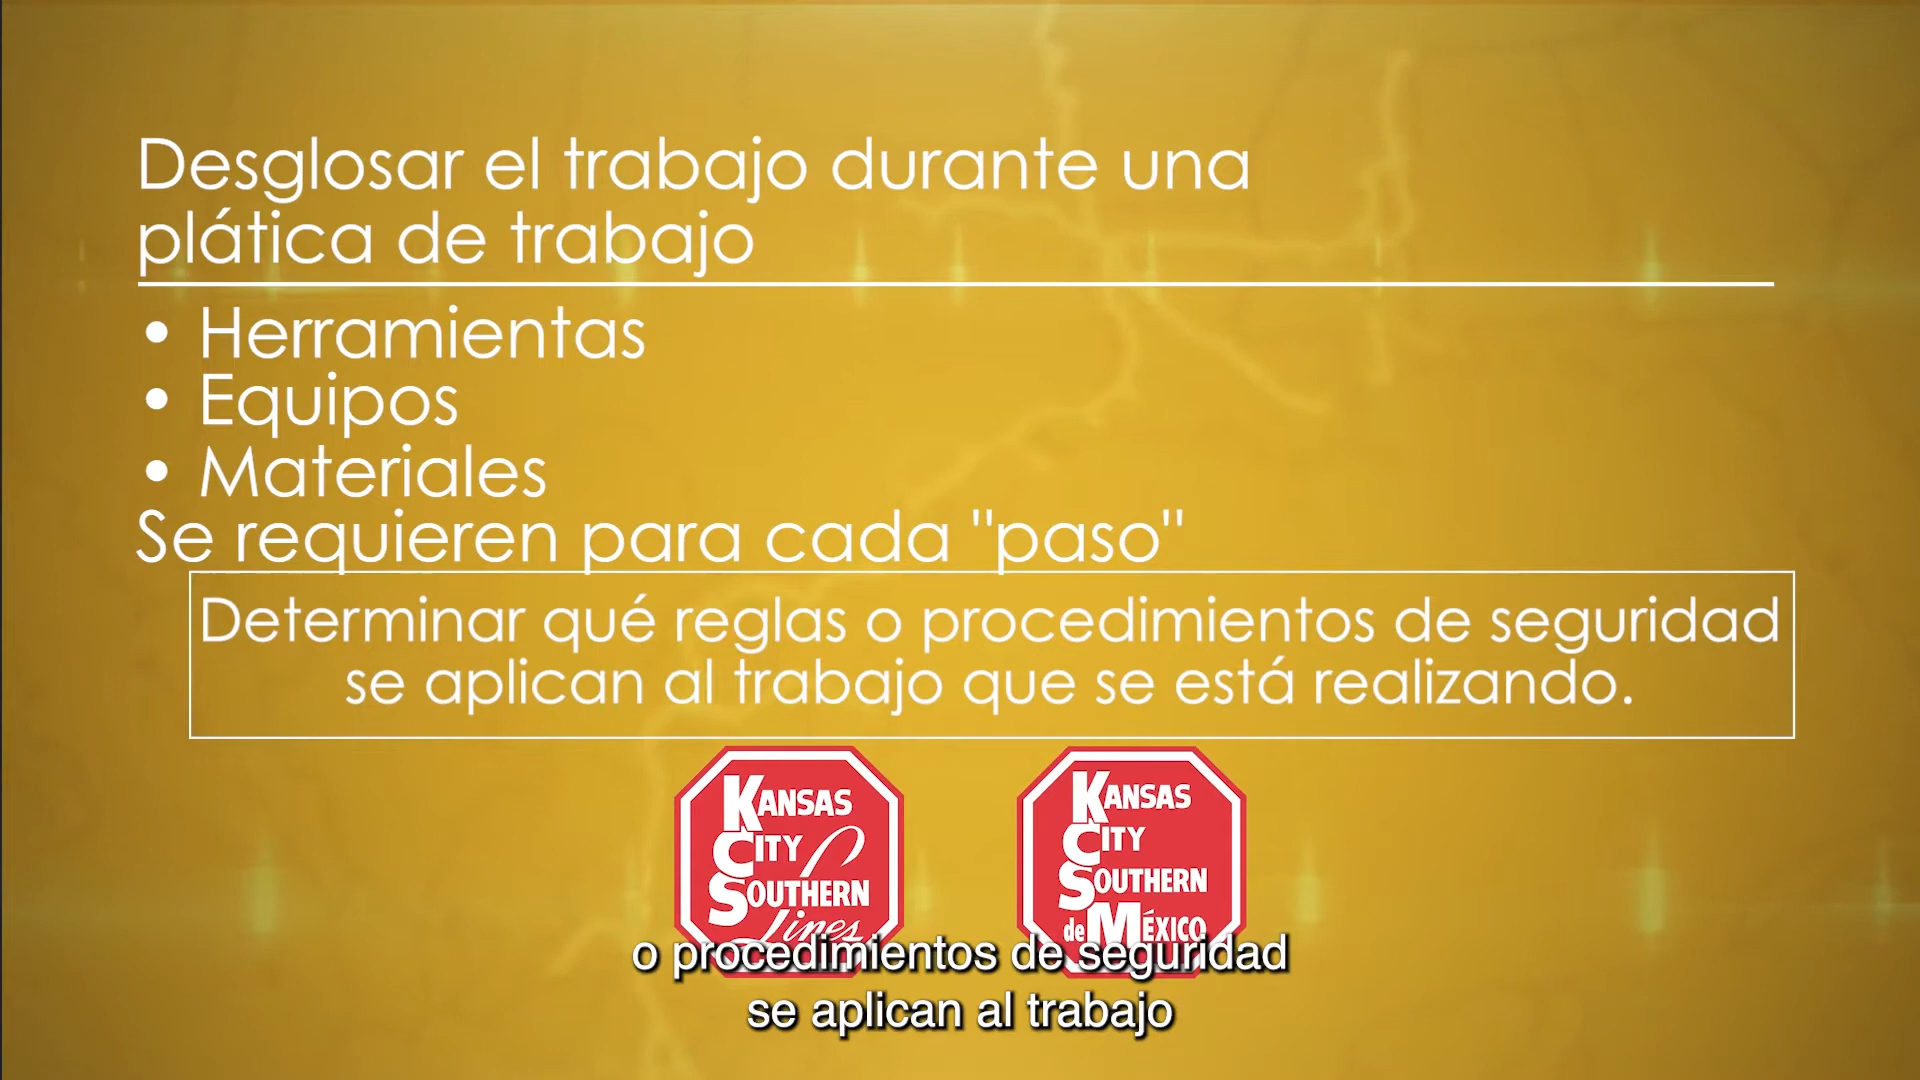 Desglosar el trabajo durante una
plática de trabajo
• Herramientas
• Equipos
• Materiales
Se requieren para cada "paso"
Determinar qué reglas o procedimientos de seguridad
se aplican al trabajo que se está realizando.
KANSAS
CITY
SOUTHERN
Lines
KANSAS
CITY
SOUTHERN
de MÉXICO
o procedimientos de seguridad
se aplican al trabajo